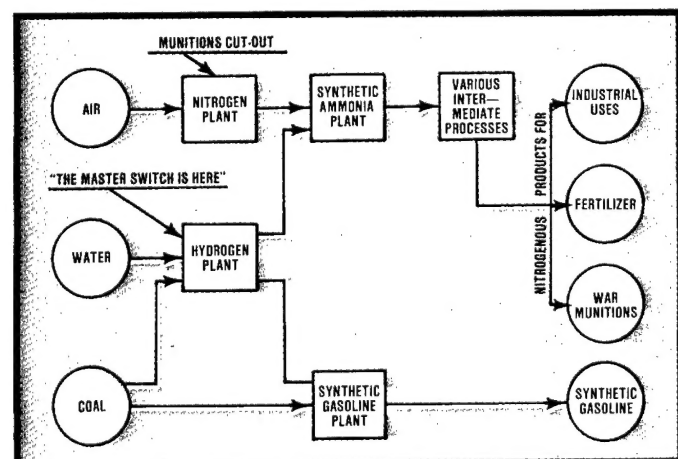 MUNITIONS CUT-OUT
AIR
NITROGEN
PLANT
SYNTHETIC
AMMONIA
PLANT
VARIOUS
INTER—
MEDIATE
PROCESSES
INDUSTRIAL
USES
"THE MASTER SWITCH IS HERE"
WATER
HYDROGEN
PLANT
NITROGENOUS PRODUCTS FOR
FERTILIZER
WAR
MUNITIONS
COAL
SYNTHETIC
GASOLINE
PLANT
SYNTHETIC
GASOLINE